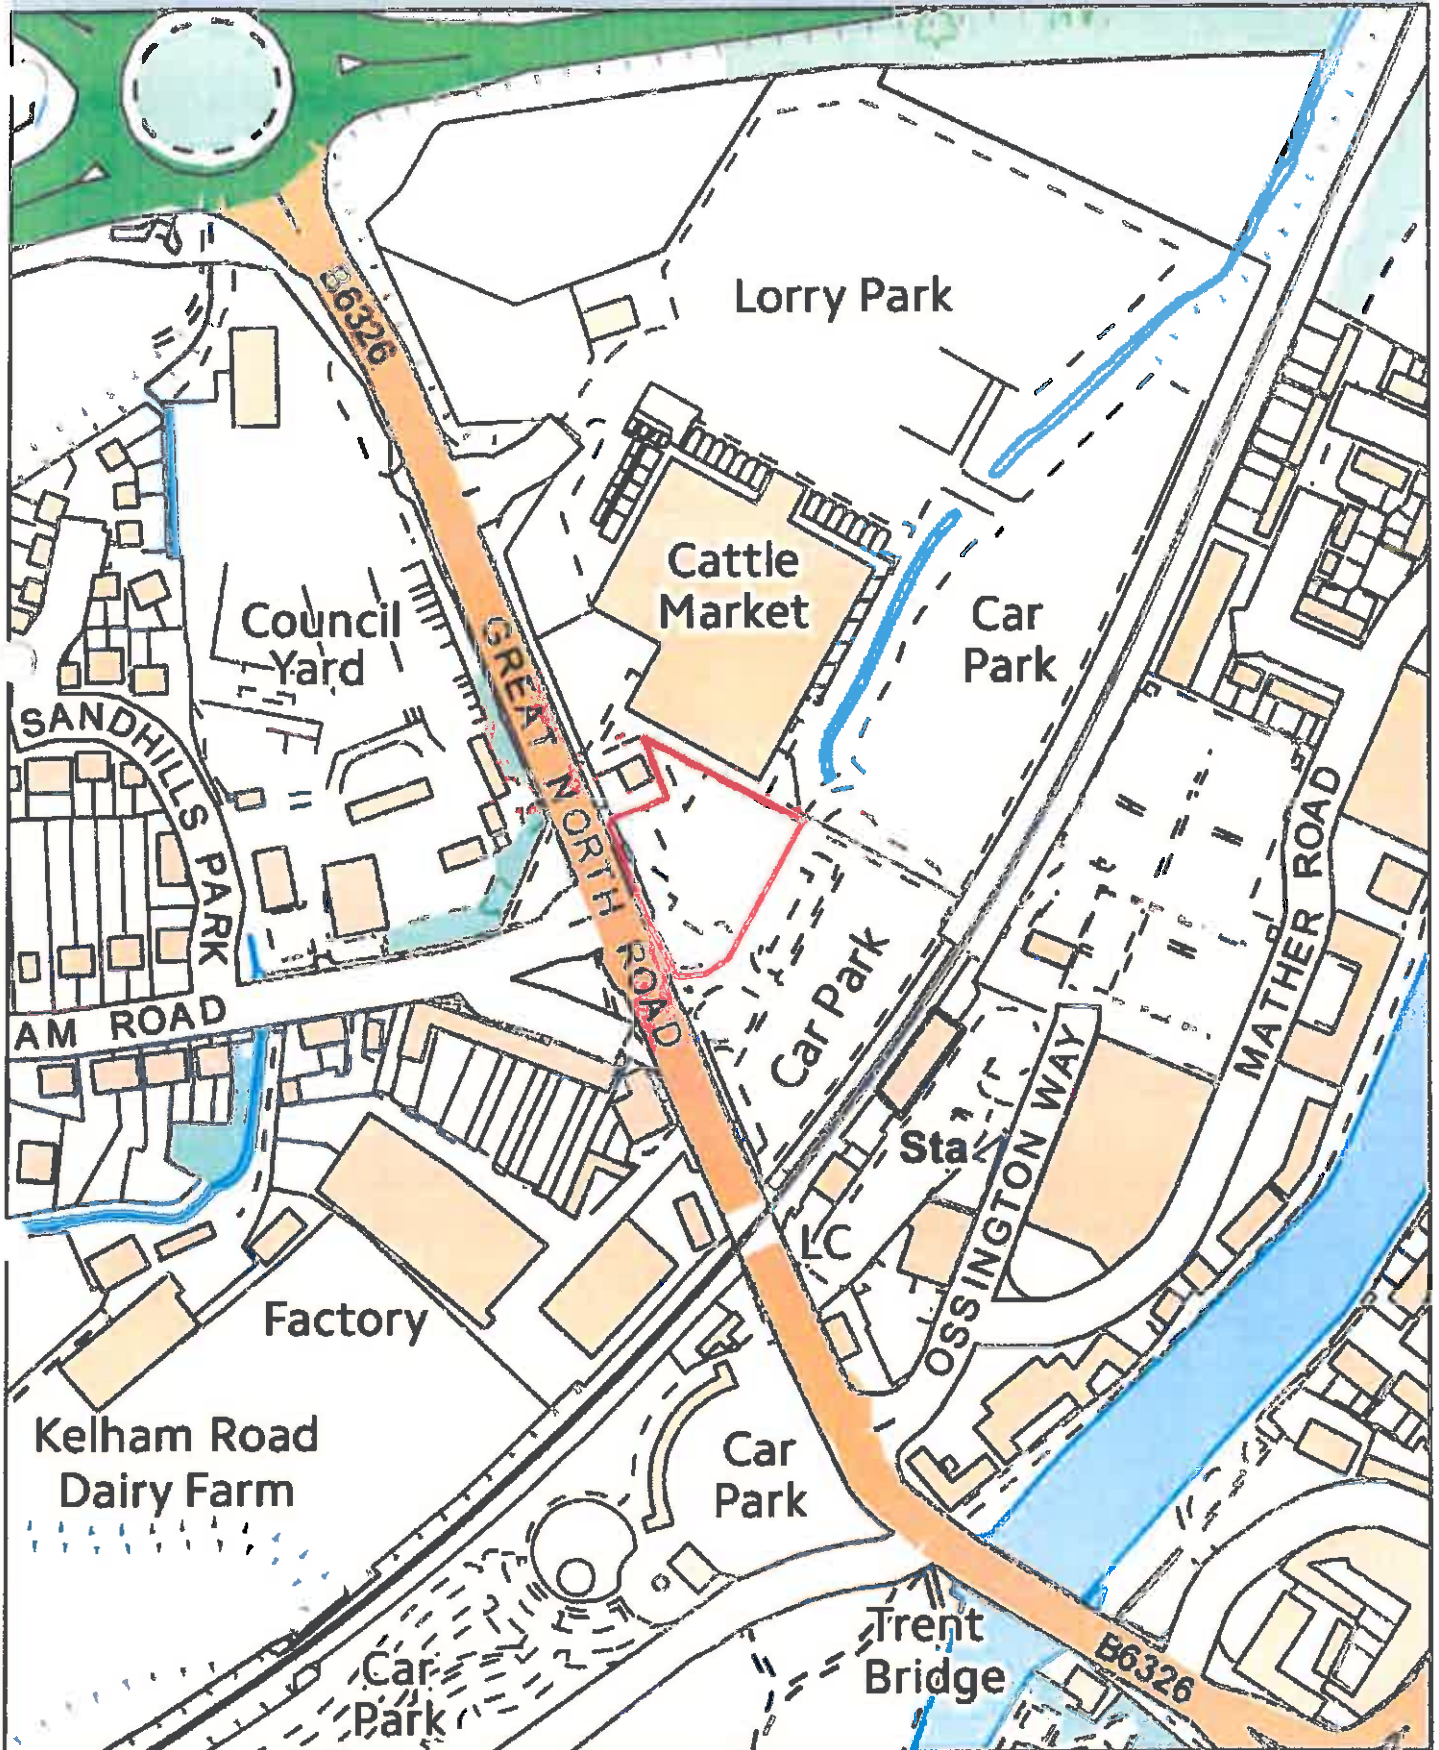 B6326
Lorry Park
Cattle
Market
Council
Yard
Car
Park
GREAT NORTH ROAD
SANDHILLS PARK
MATHER ROAD
AM ROAD
Car Park
OSSINGTON WAY
Sta
LC
Factory
Kelham Road
Dairy Farm
Car
Park
Trent
Bridge
B6326
Car
Park